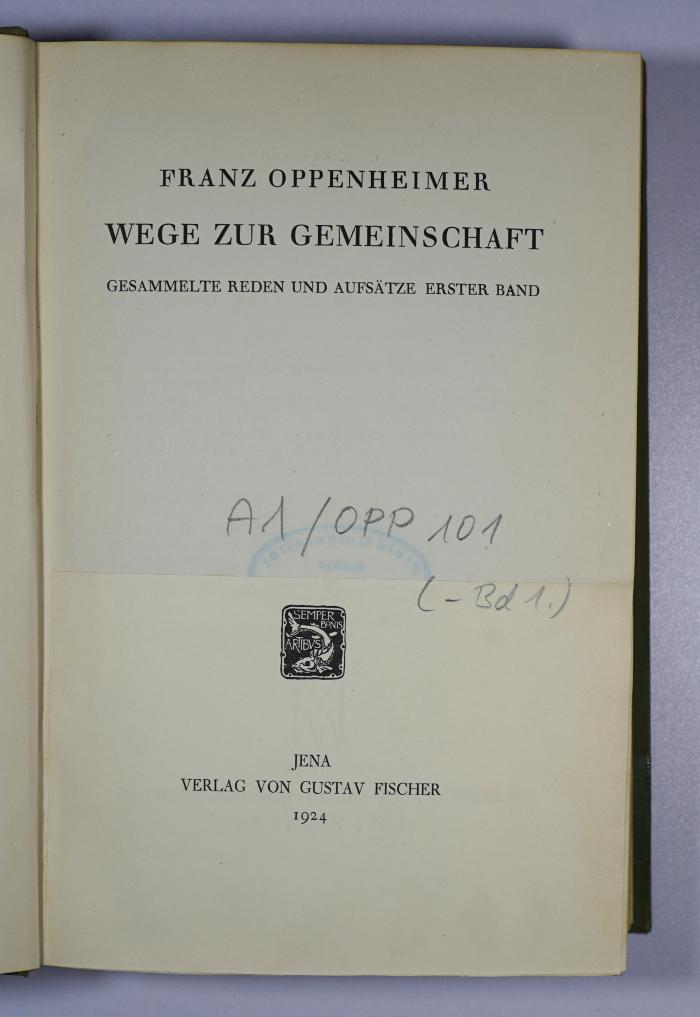 FRANZ OPPENHEIMER
WEGE ZUR GEMEINSCHAFT
GESAMMELTE REDEN UND AUFSÄTZE ERSTER BAND
A1/OPP 101
(-Bd 1.)
SEMPER
BONIS
ARTIBVS
JENA
VERLAG VON GUSTAV FISCHER
1924